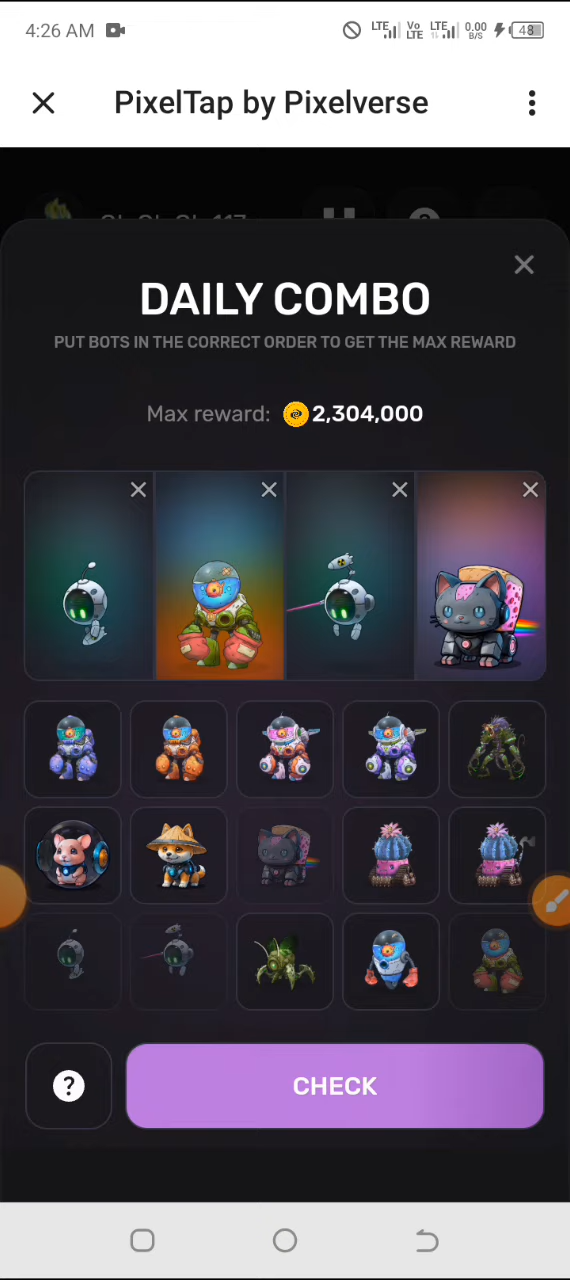 4:26 AM
LTE Vo LTE LTE 0.00 B/S 48
PixelTap by Pixelverse
DAILY COMBO
PUT BOTS IN THE CORRECT ORDER TO GET THE MAX REWARD
Max reward: 2,304,000
?
CHECK